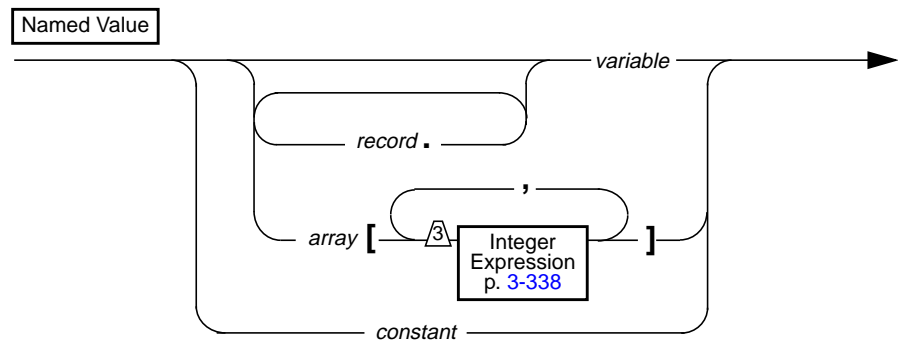 Named Value
variable
record .
,
array [ 3 Integer Expression p. 3-338 ]
constant